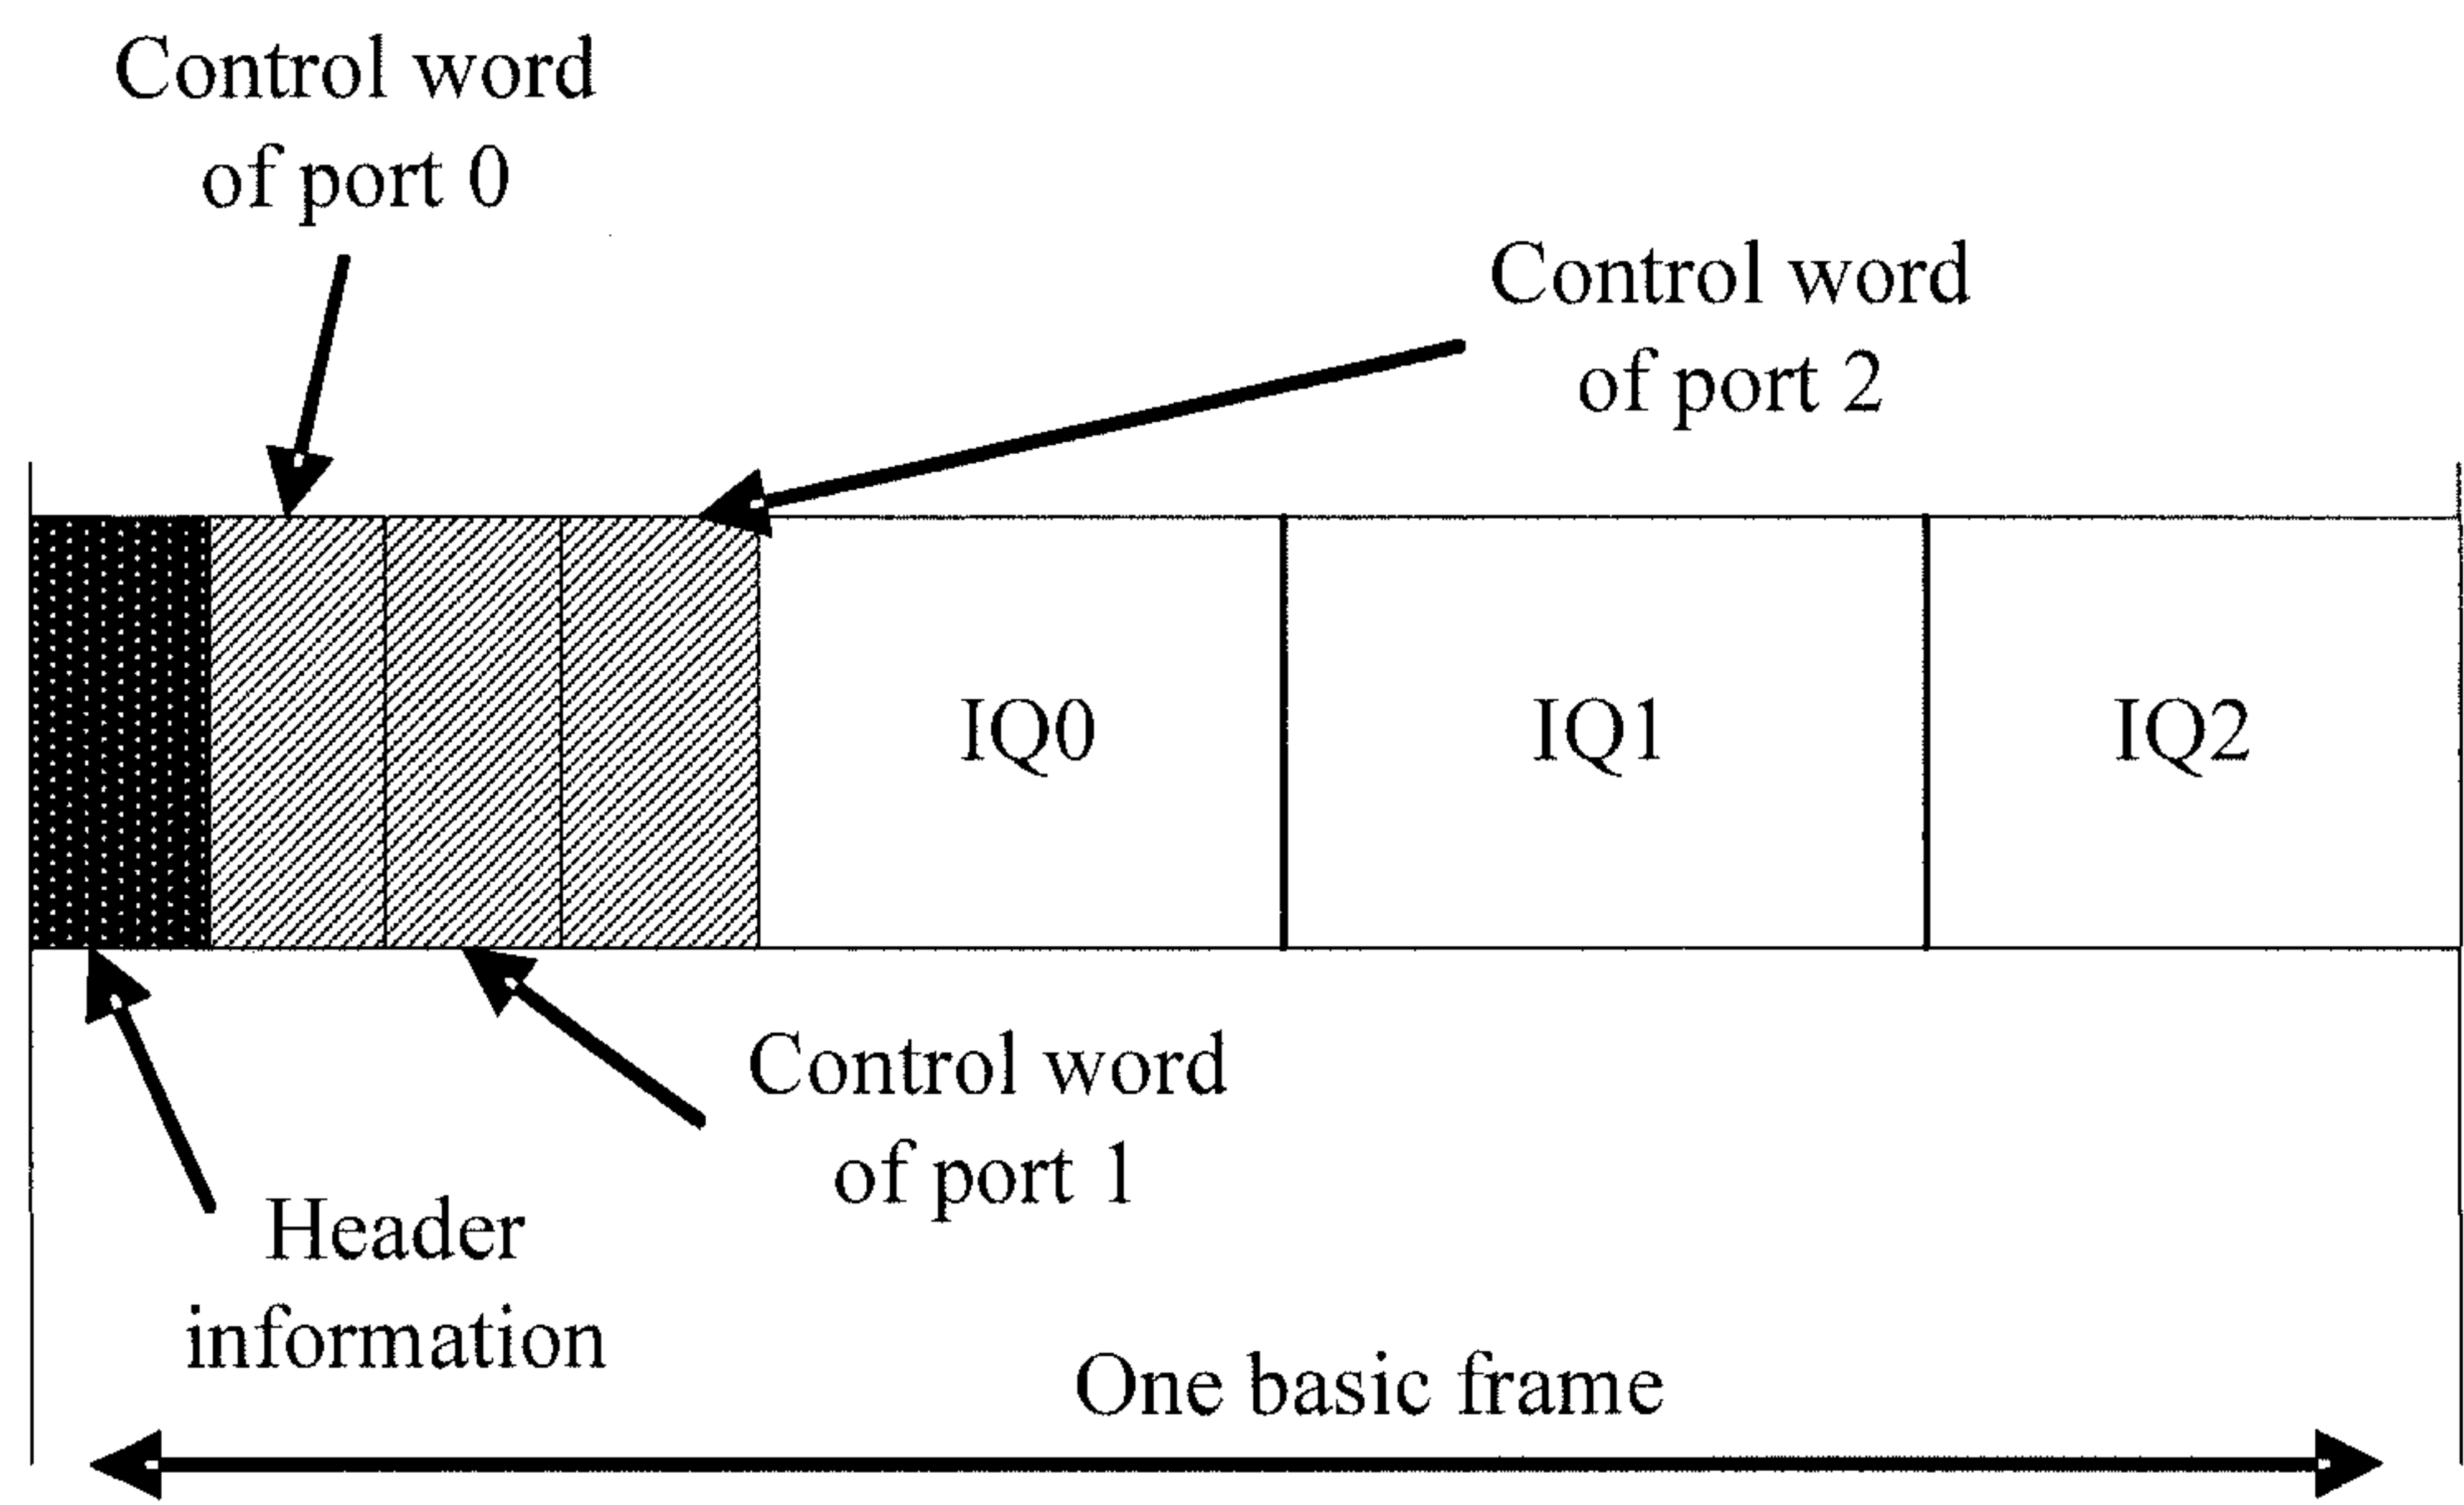 Control word
of port 0
Control word
of port 2
IQ0
IQ1
IQ2
Control word
of port 1
Header
information
One basic frame